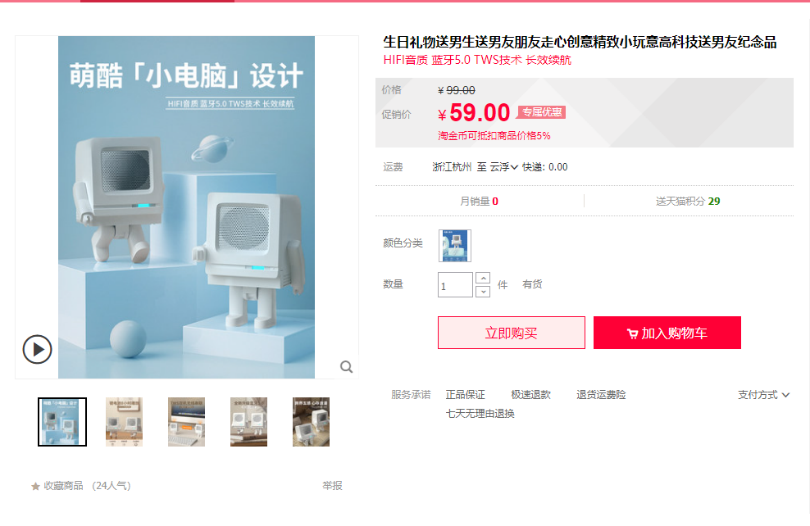 萌酷「小电脑」设计
HIFI音质 蓝牙5.0 TWS技术 长效续航
生日礼物送男生送男友朋友走心创意精致小玩意高科技送男友纪念品
HIFI音质 蓝牙5.0 TWS技术 长效续航
价格 ¥ 99.00
促销价 ¥ 59.00 专属优惠
淘金币可抵扣商品价格5%
运费 浙江杭州 至 云浮 快递: 0.00
月销量 0 送天猫积分 29
颜色分类
数量 1 件 有货
立即购买 加入购物车
服务承诺 正品保证 极速退款 退货运费险 支付方式
七天无理由退换
收藏商品 (24人气) 举报